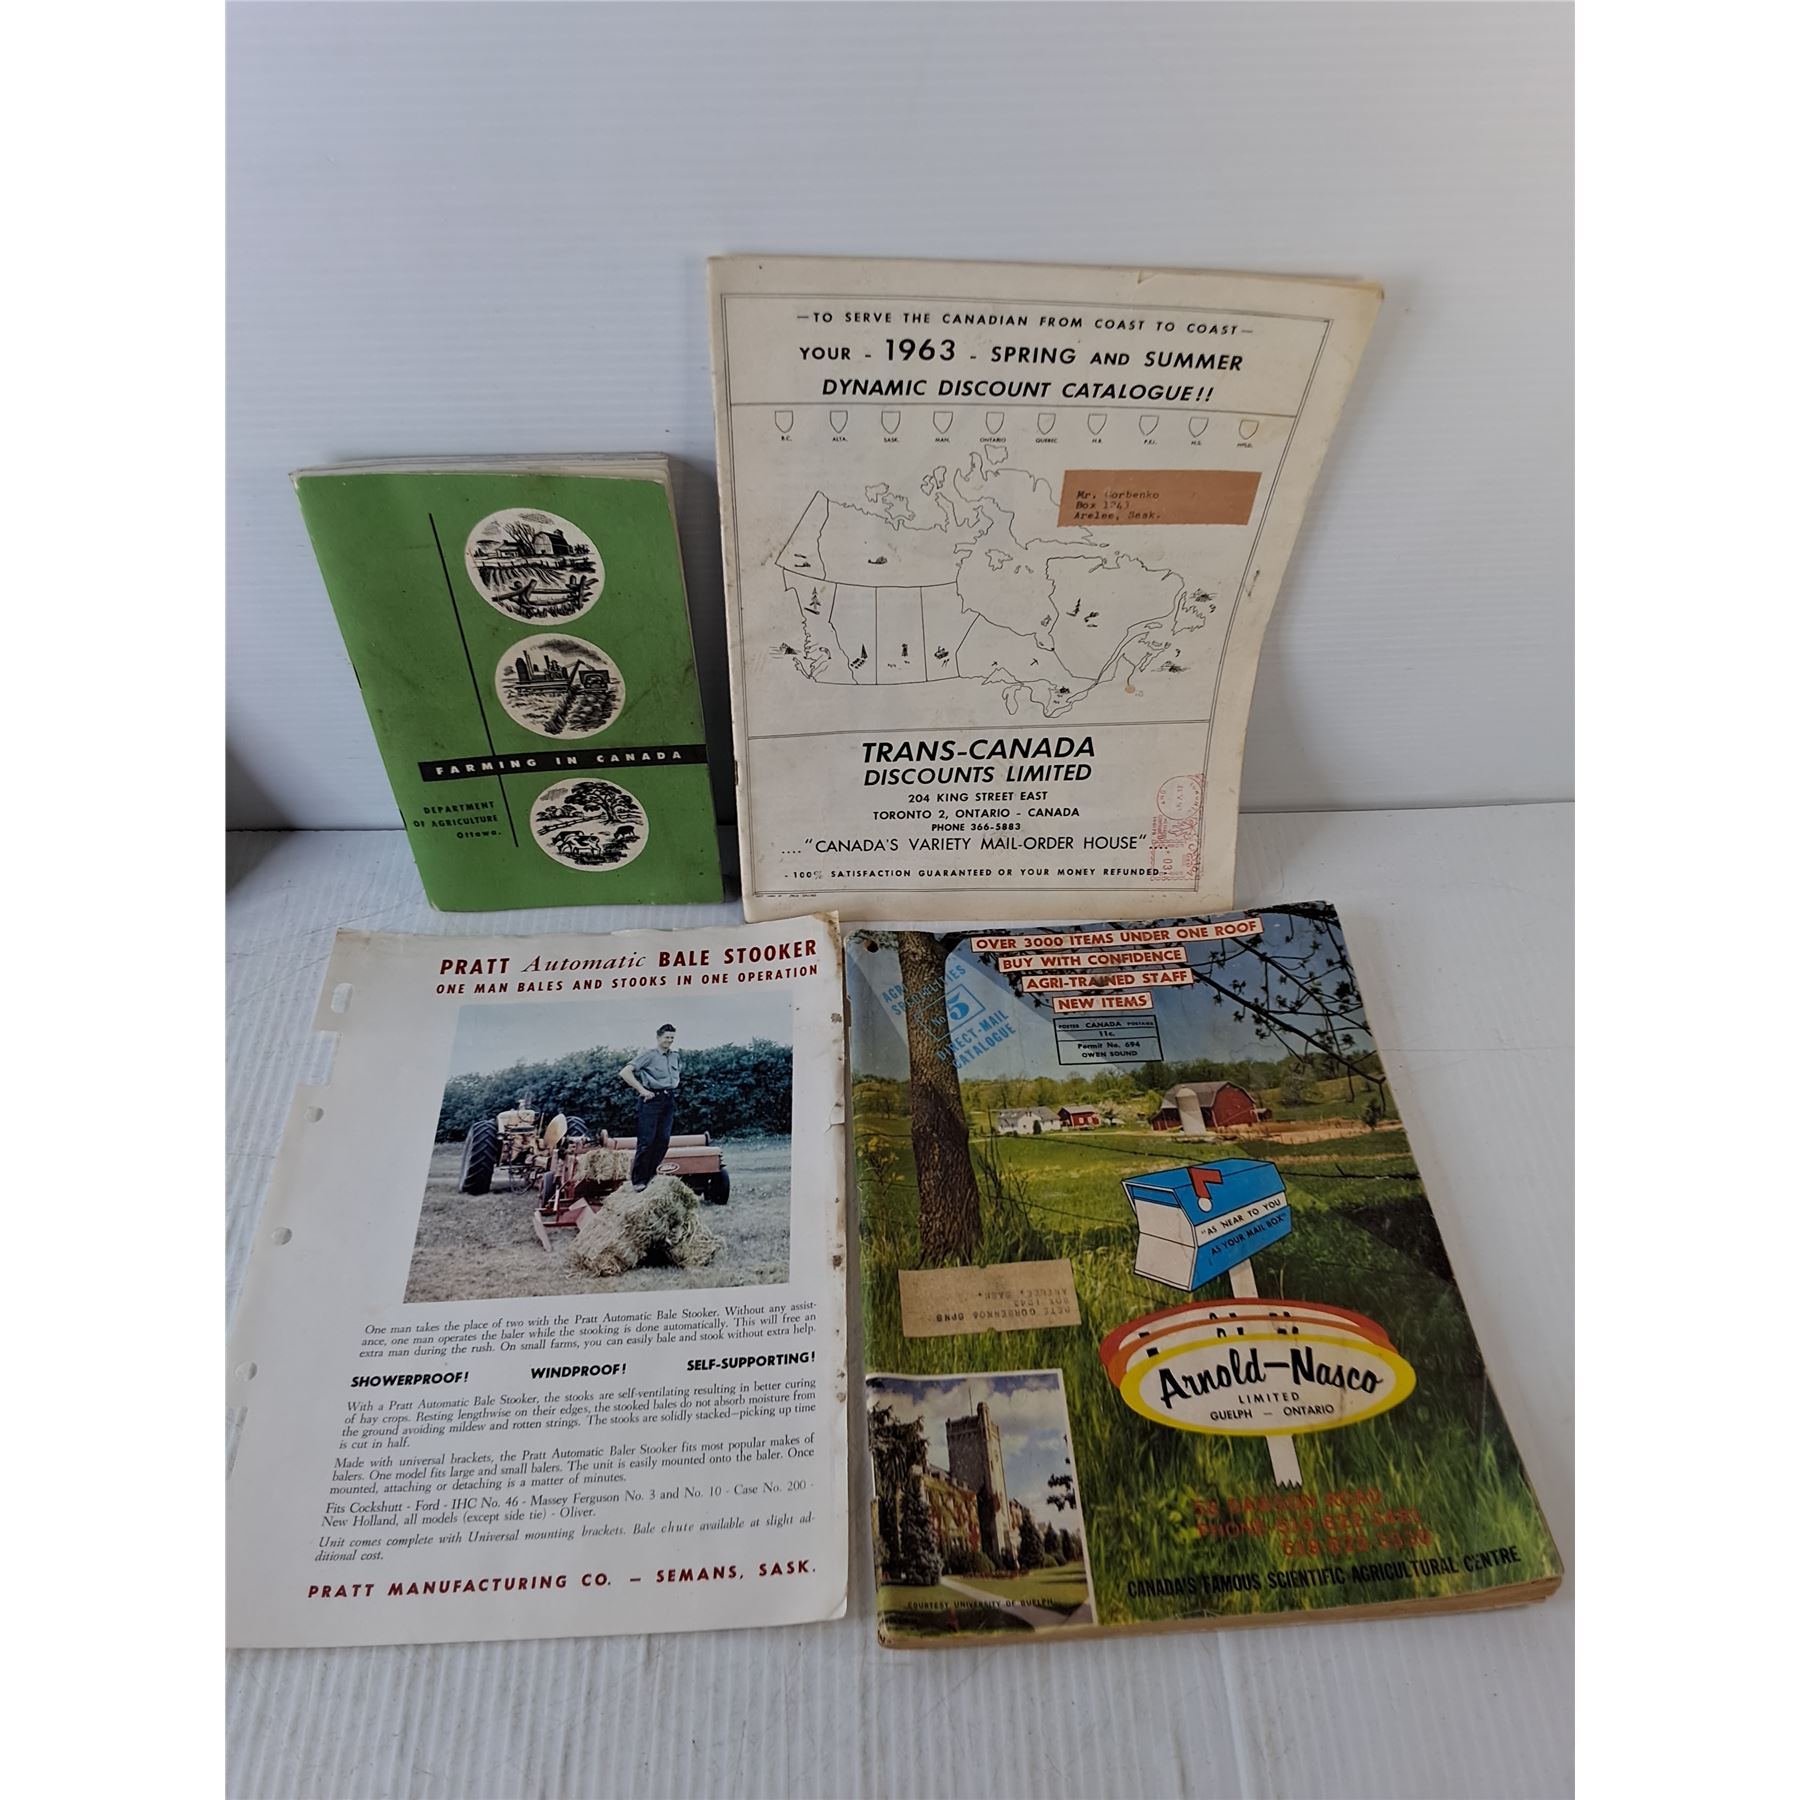 FARMING IN CANADA
DEPARTMENT
OF AGRICULTURE
Ottawa.
—TO SERVE THE CANADIAN FROM COAST TO COAST—
YOUR - 1963 - SPRING AND SUMMER
DYNAMIC DISCOUNT CATALOGUE!!
B.C. ALTA. SASK. MAN. ONTARIO QUEBEC N.B. P.E.I. N.S. NFLD.
Mr. Gorbenko
Box 1243
Arelee, Sask.
TRANS-CANADA
DISCOUNTS LIMITED
204 KING STREET EAST
TORONTO 2, ONTARIO - CANADA
PHONE 366-5883
...."CANADA'S VARIETY MAIL-ORDER HOUSE"....
- 100% SATISFACTION GUARANTEED OR YOUR MONEY REFUNDED.
PRATT Automatic BALE STOOKER
ONE MAN BALES AND STOOKS IN ONE OPERATION
One man takes the place of two with the Pratt Automatic Bale Stooker. Without any assist-
ance, one man operates the baler while the stooking is done automatically. This will free an
extra man during the rush. On small farms, you can easily bale and stook without extra help.
SHOWERPROOF! WINDPROOF! SELF-SUPPORTING!
With a Pratt Automatic Bale Stooker, the stooks are self-ventilating resulting in better curing
of hay crops. Resting lengthwise on their edges, the stooked bales do not absorb moisture from
the ground avoiding mildew and rotten strings. The stooks are solidly stacked—picking up time
is cut in half.
Made with universal brackets, the Pratt Automatic Baler Stooker fits most popular makes of
balers. One model fits large and small balers. The unit is easily mounted onto the baler. Once
mounted, attaching or detaching is a matter of minutes.
Fits Cockshutt - Ford - IHC No. 46 - Massey Ferguson No. 3 and No. 10 - Case No. 200 -
New Holland, all models (except side tie) - Oliver.
Unit comes complete with Universal mounting brackets. Bale chute available at slight ad-
ditional cost.
PRATT MANUFACTURING CO. — SEMANS, SASK.
OVER 3000 ITEMS UNDER ONE ROOF
BUY WITH CONFIDENCE
AGRI-TRAINED STAFF
NEW ITEMS
5
DIRECT-MAIL
CATALOGUE
POSTES CANADA POSTAGE
11c.
Permit No. 694
OWEN SOUND
"AS NEAR TO YOU
AS YOUR MAIL BOX"
PETE GORBENKO
BOX 1243
ARELEE, SASK.
Arnold—Nasco
LIMITED
GUELPH — ONTARIO
CANADA'S FAMOUS SCIENTIFIC AGRICULTURAL CENTRE
COURTESY UNIVERSITY OF GUELPH